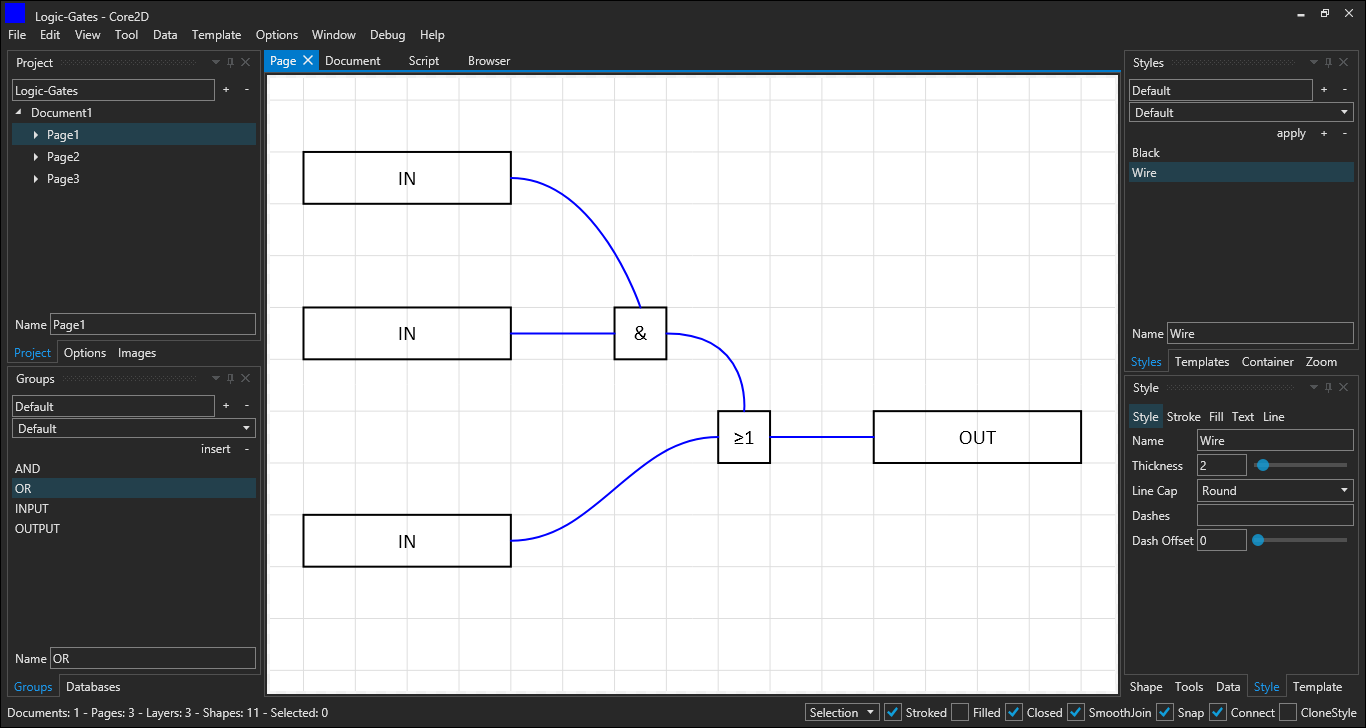 Logic-Gates - Core2D
File Edit View Tool Data Template Options Window Debug Help
Project
Logic-Gates + -
Document1
Page1
Page2
Page3
Name Page1
Project Options Images
Groups
Default + -
Default
insert -
AND
OR
INPUT
OUTPUT
Name OR
Groups Databases
Page Document Script Browser
IN
IN
&
≥1
OUT
IN
Styles
Default + -
Default
apply + -
Black
Wire
Name Wire
Styles Templates Container Zoom
Style
Style Stroke Fill Text Line
Name Wire
Thickness 2
Line Cap Round
Dashes
Dash Offset 0
Shape Tools Data Style Template
Documents: 1 - Pages: 3 - Layers: 3 - Shapes: 11 - Selected: 0
Selection Stroked Filled Closed SmoothJoin Snap Connect CloneStyle